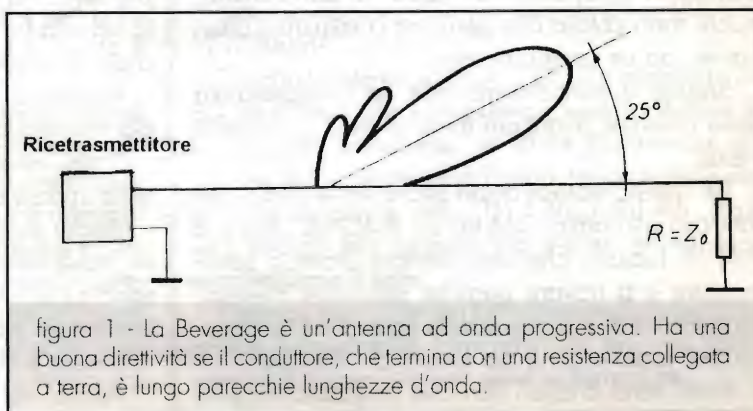 Ricetrasmettitore
25°
R = Z₀
figura 1 - La Beverage è un'antenna ad onda progressiva. Ha una
buona direttività se il conduttore, che termina con una resistenza collegata
a terra, è lungo parecchie lunghezze d'onda.